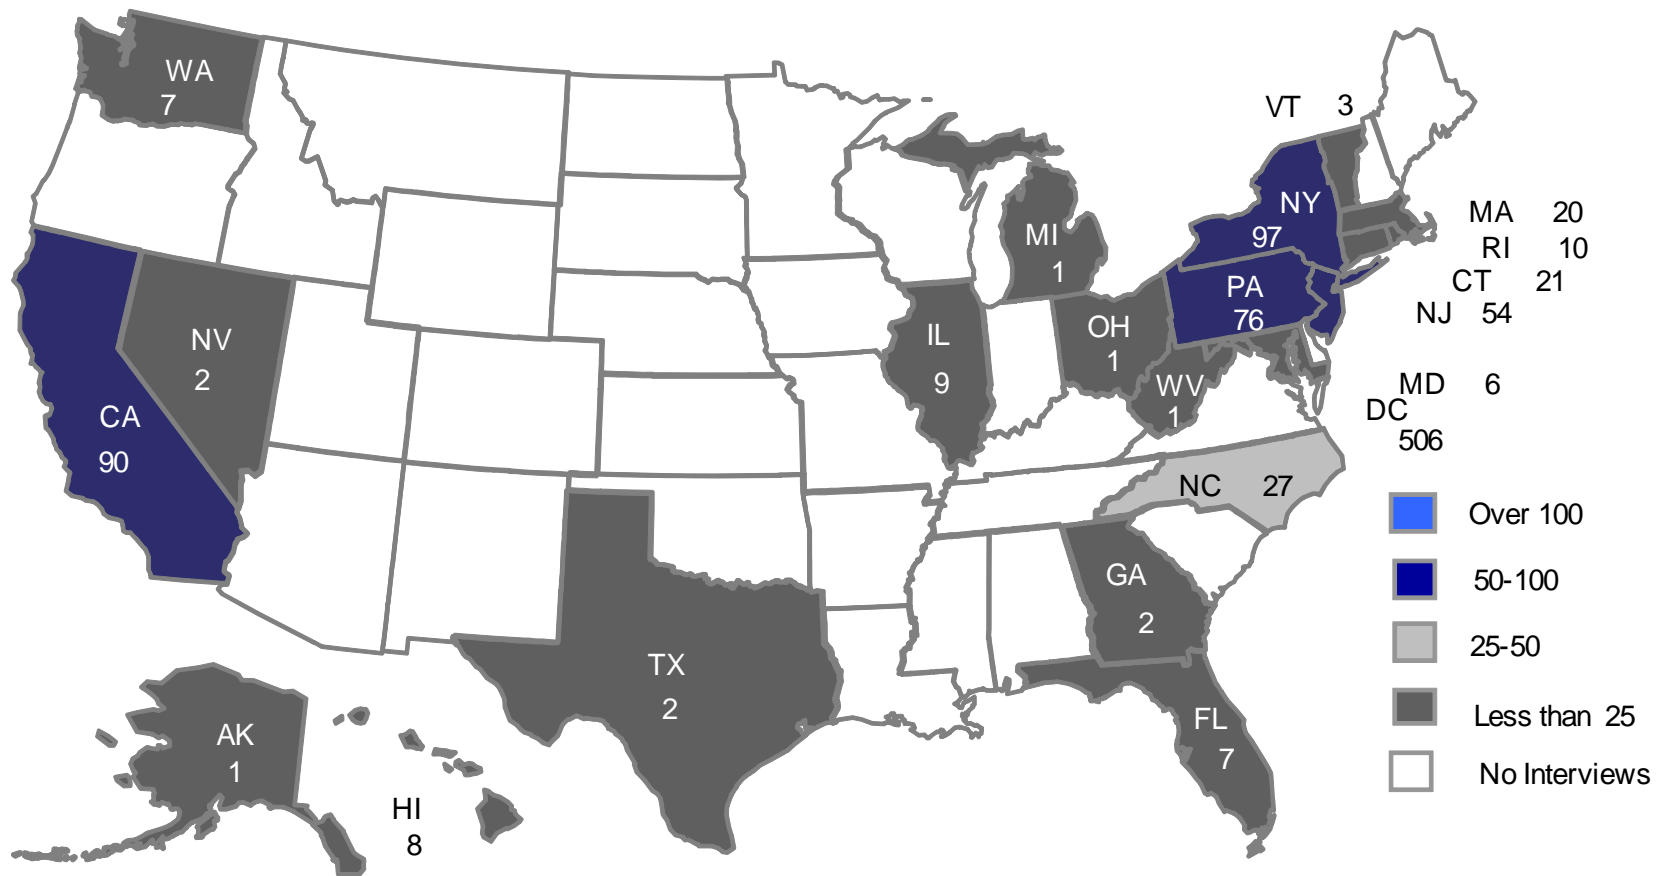 WA
7
VT 3
NY
97
MA 20
RI 10
CT 21
NJ 54
MI
1
PA
76
NV
2
IL
9
OH
1
WV
1
MD 6
DC
506
CA
90
NC 27
Over 100
50-100
25-50
Less than 25
No Interviews
GA
2
TX
2
FL
7
AK
1
HI
8